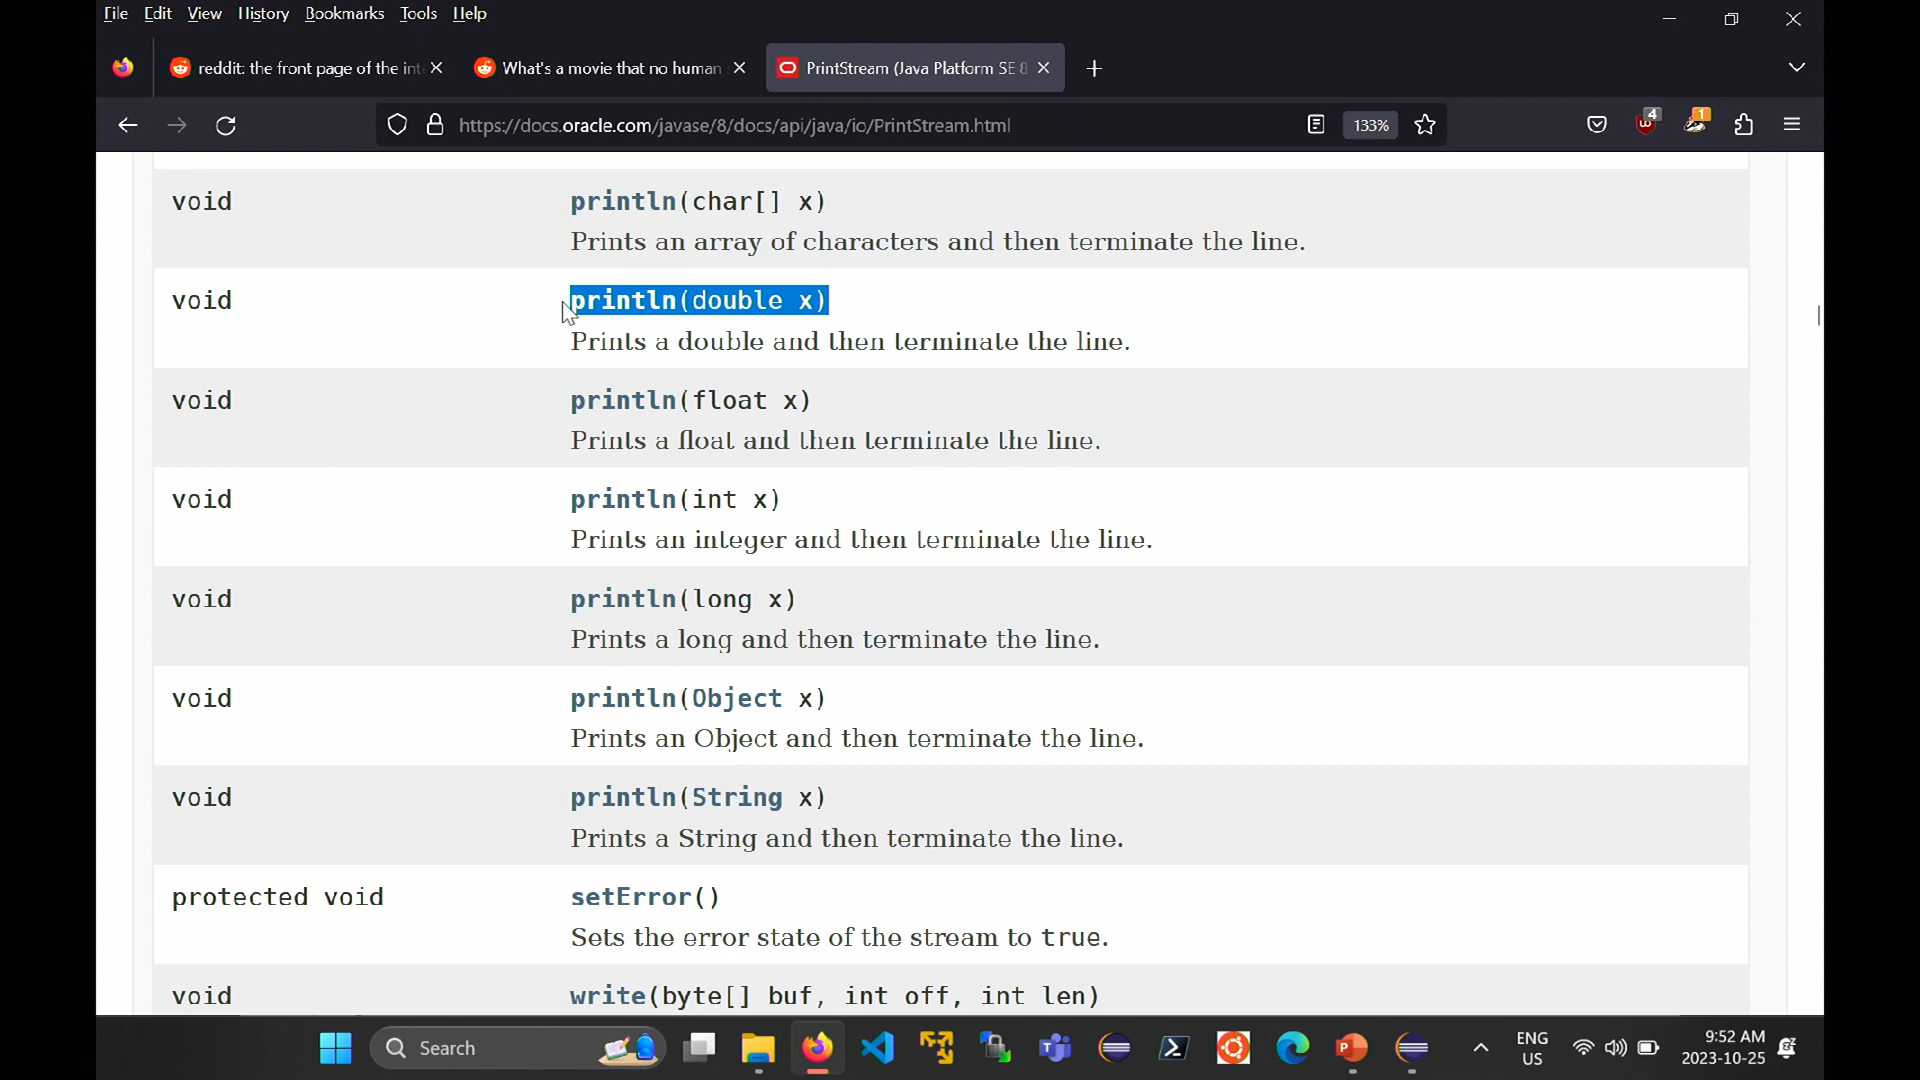 File Edit View History Bookmarks Tools Help
reddit: the front page of the int
What's a movie that no human
PrintStream (Java Platform SE 8
https://docs.oracle.com/javase/8/docs/api/java/io/PrintStream.html
133%
4
1
void println(char[] x)
Prints an array of characters and then terminate the line.
void println(double x)
Prints a double and then terminate the line.
void println(float x)
Prints a float and then terminate the line.
void println(int x)
Prints an integer and then terminate the line.
void println(long x)
Prints a long and then terminate the line.
void println(Object x)
Prints an Object and then terminate the line.
void println(String x)
Prints a String and then terminate the line.
protected void setError()
Sets the error state of the stream to true.
void write(byte[] buf, int off, int len)
Search
ENG
US
9:52 AM
2023-10-25